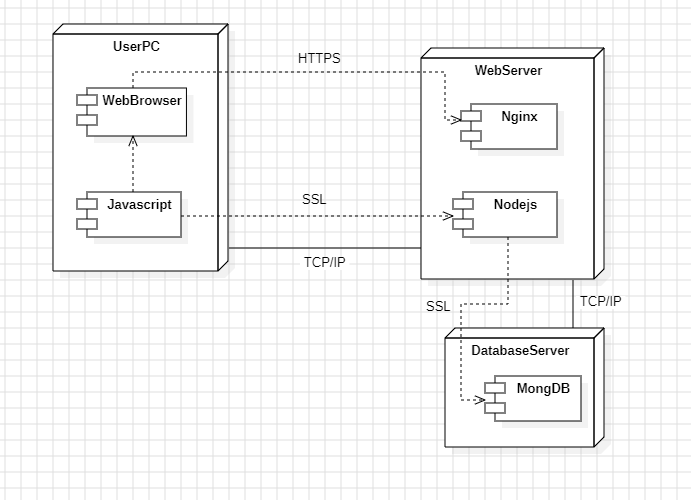 UserPC
HTTPS
WebServer
WebBrowser
Nginx
Javascript
SSL
Nodejs
TCP/IP
SSL
TCP/IP
DatabaseServer
MongDB